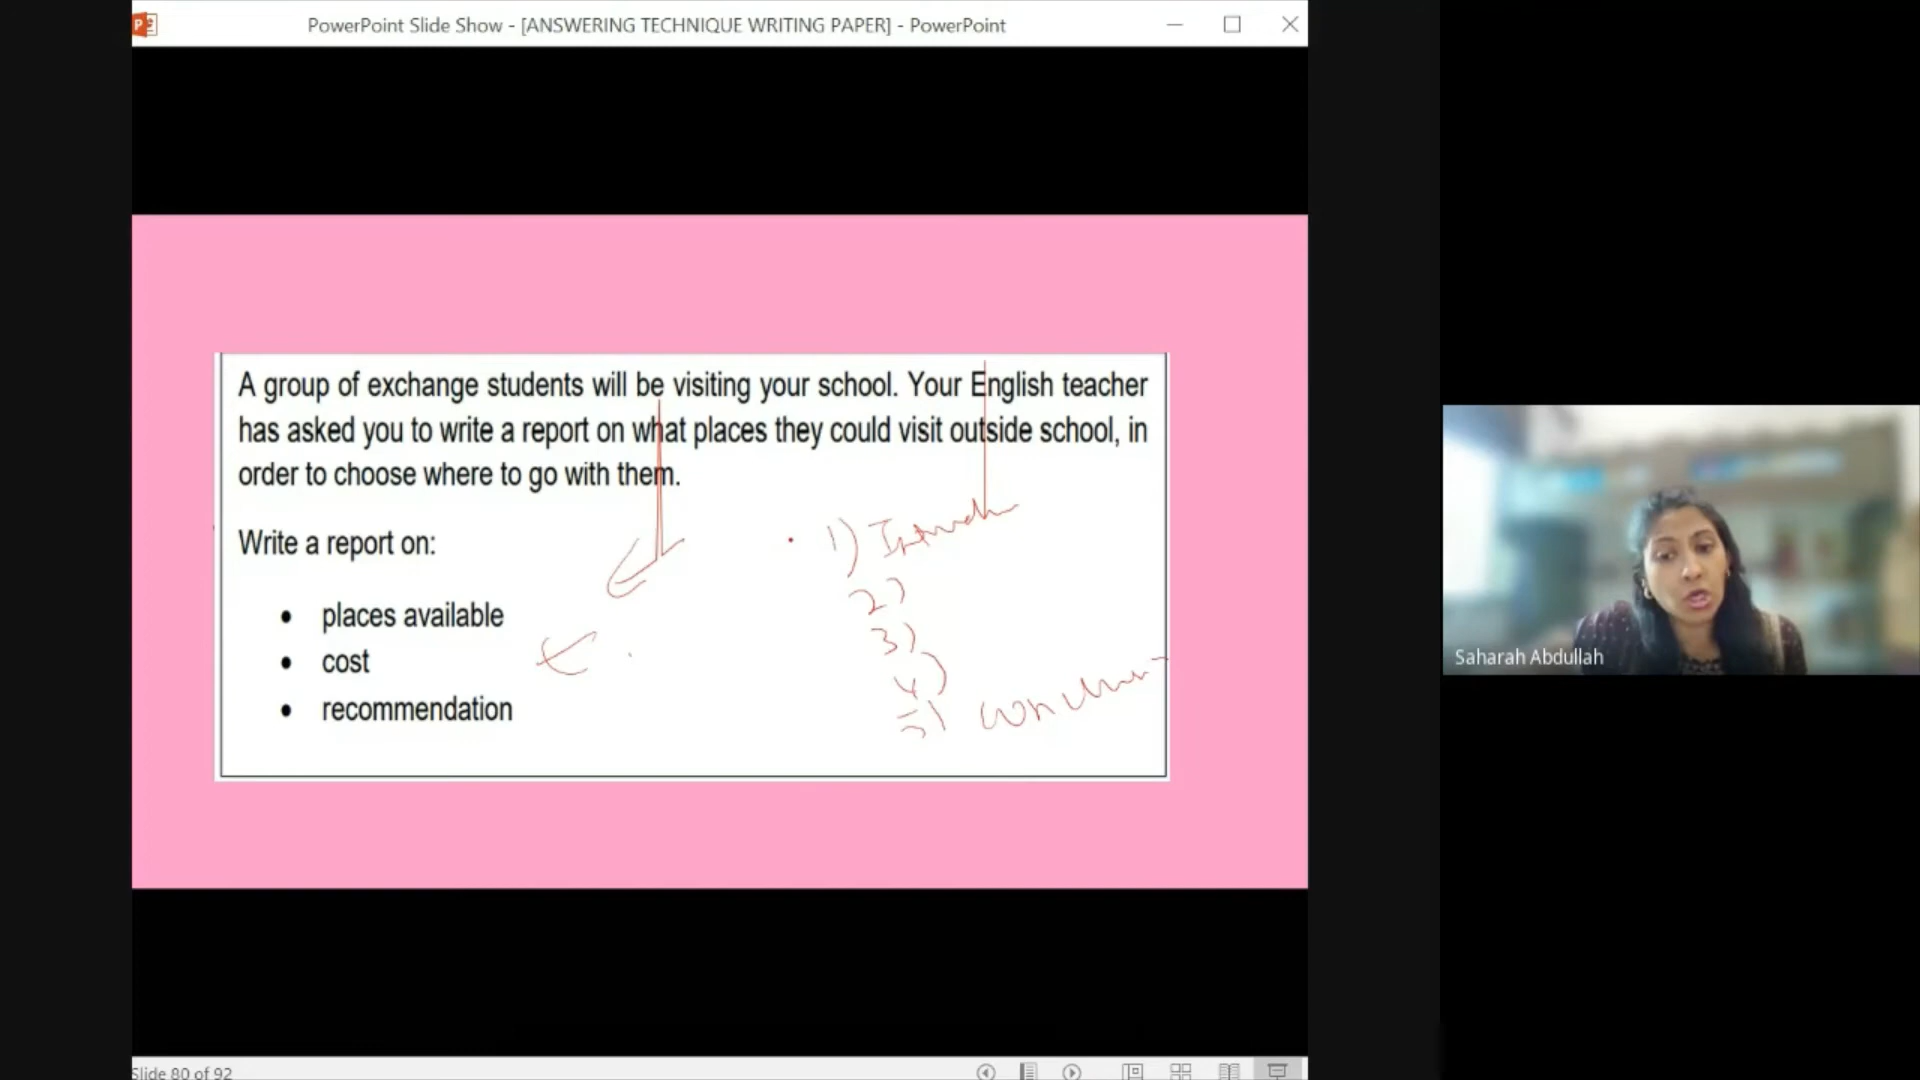 PowerPoint Slide Show - [ANSWERING TECHNIQUE WRITING PAPER] - PowerPoint
A group of exchange students will be visiting your school. Your English teacher
has asked you to write a report on what places they could visit outside school, in
order to choose where to go with them.
Write a report on:
• places available
• cost
• recommendation
1)
2)
3)
4)
5)
Saharah Abdullah
Slide 80 of 92